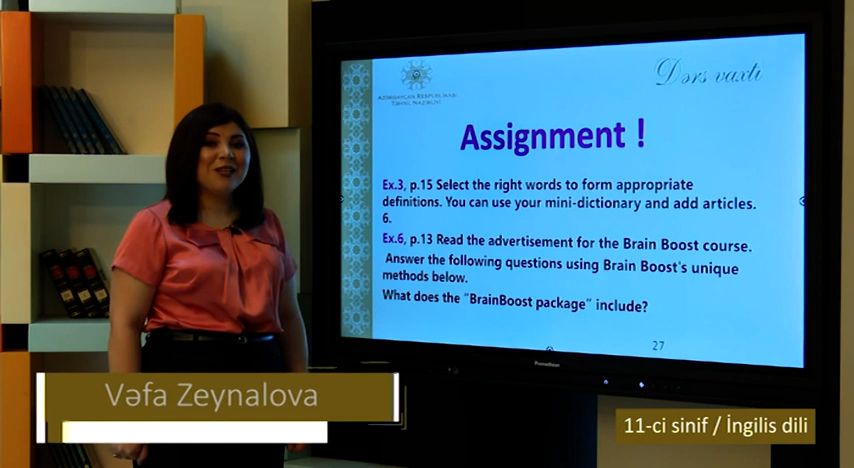 Dərs vaxtı
AZƏRBAYCAN RESPUBLİKASI
TƏHSİL NAZİRLİYİ
Assignment !
Ex.3, p.15 Select the right words to form appropriate
definitions. You can use your mini-dictionary and add articles.
6.
Ex.6, p.13 Read the advertisement for the Brain Boost course.
Answer the following questions using Brain Boost's unique
methods below.
What does the "BrainBoost package" include?
27
Promethean
Vəfa Zeynalova
11-ci sinif / İngilis dili